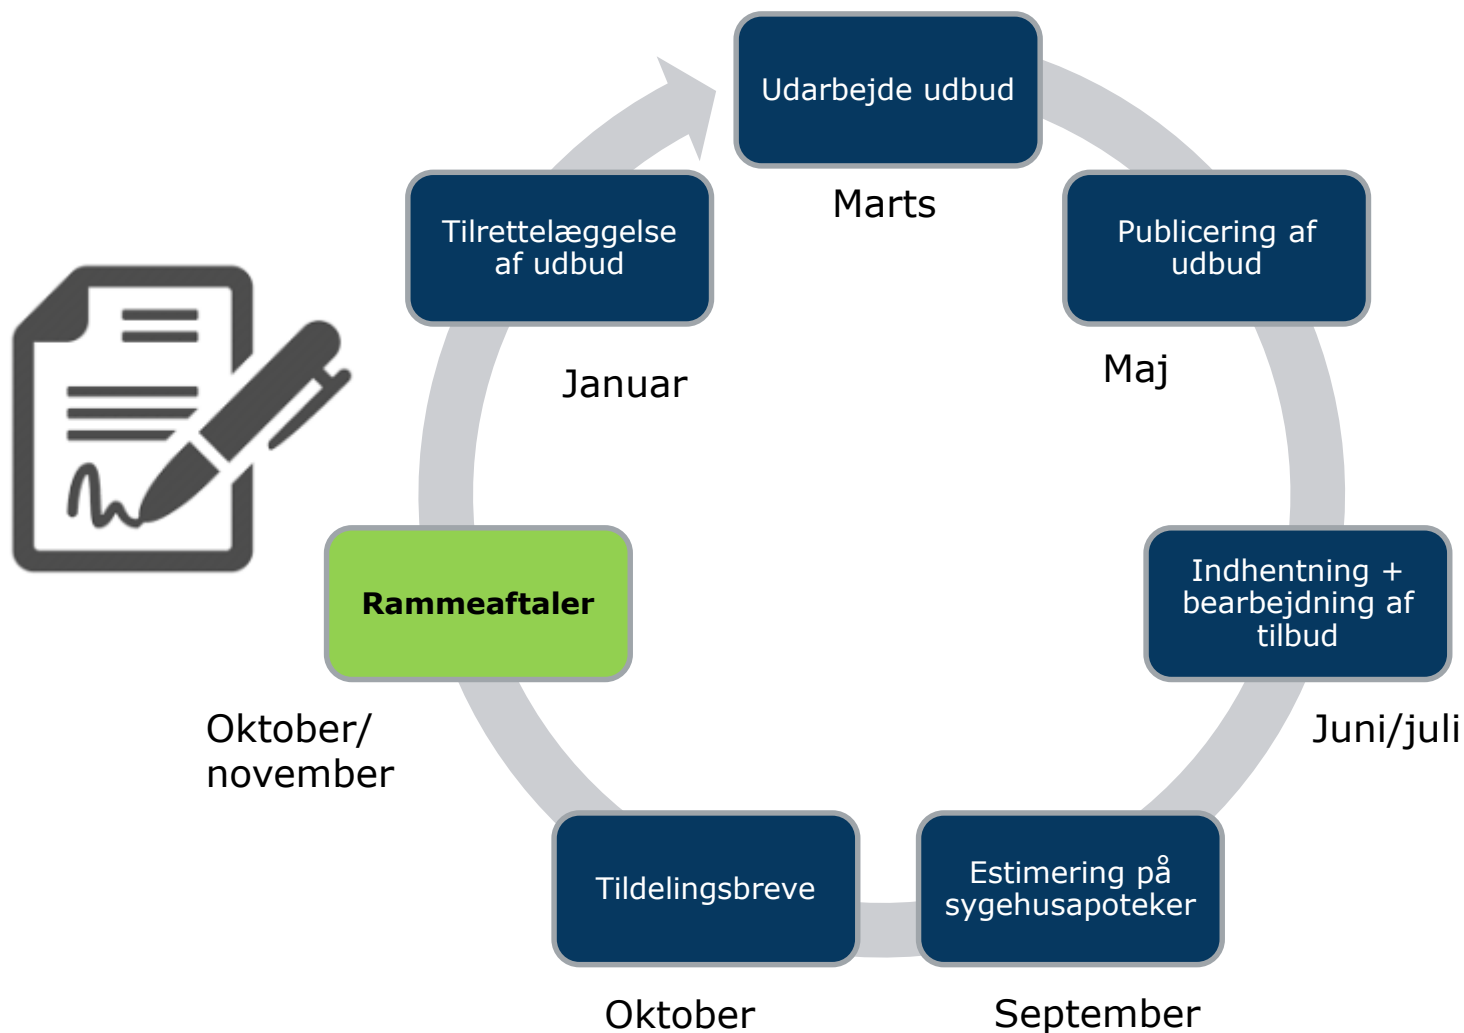 Udarbejde udbud
Marts
Publicering af
udbud
Maj
Indhentning +
bearbejdning af
tilbud
Juni/juli
Estimering på
sygehusapoteker
September
Tildelingsbreve
Oktober
Rammeaftaler
Oktober/
november
Tilrettelæggelse
af udbud
Januar